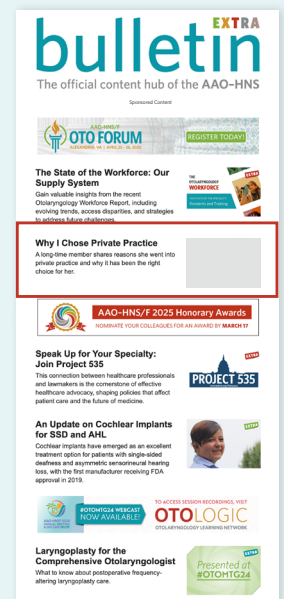 EXTRA
bulletin
The official content hub of the AAO–HNS
Sponsored Content
AAO-HNS/F
OTO FORUM
REGISTER TODAY!
The State of the Workforce: Our
Supply System
Gain valuable insights from the recent
Otolaryngology Workforce Report, including
evolving trends, access disparities, and strategies
to address future challenges.
EXTRA
THE
OTOLARYNGOLOGY
WORKFORCE
Residents and Training
Why I Chose Private Practice
A long-time member shares reasons she went into
private practice and why it has been the right
choice for her.
AAO–HNS/F 2025 Honorary Awards
NOMINATE YOUR COLLEAGUES FOR AN AWARD BY MARCH 17
Speak Up for Your Specialty:
Join Project 535
This connection between healthcare professionals
and lawmakers is the cornerstone of effective
healthcare advocacy, shaping policies that affect
patient care and the future of medicine.
EXTRA
PROJECT 535
An Update on Cochlear Implants
for SSD and AHL
Cochlear implants have emerged as an excellent
treatment option for patients with single-sided
deafness and asymmetric sensorineural hearing
loss, with the first manufacturer receiving FDA
approval in 2019.
EXTRA
#OTOMTG24 WEBCAST
NOW AVAILABLE!
TO ACCESS SESSION RECORDINGS, VISIT
OTOLOGIC
OTOLARYNGOLOGY LEARNING NETWORK
Laryngoplasty for the
Comprehensive Otolaryngologist
What to know about postoperative frequency-
altering laryngoplasty care.
EXTRA
Presented at
#OTOMTG24